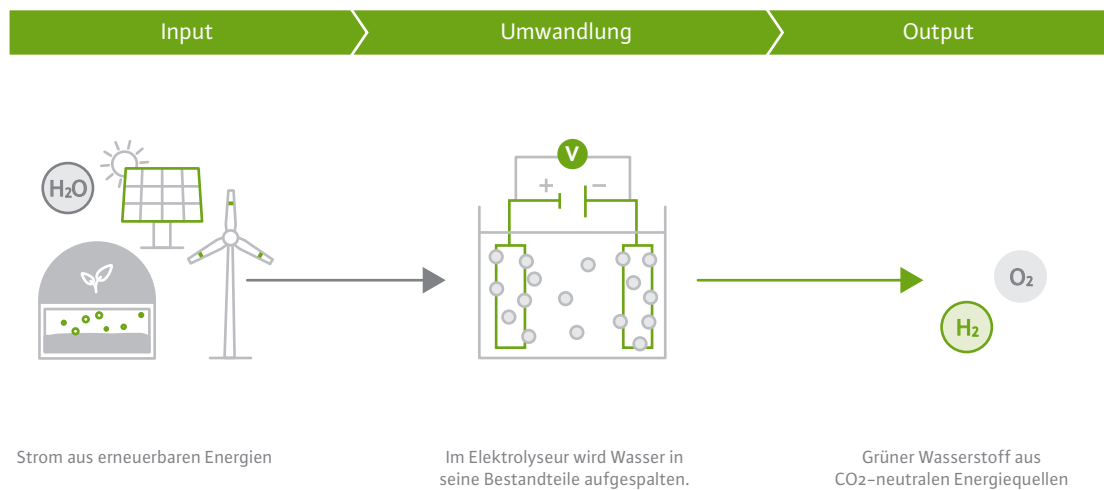 Input
Umwandlung
Output
H₂O
V
+
−
O₂
H₂
Strom aus erneuerbaren Energien
Im Elektrolyseur wird Wasser in
seine Bestandteile aufgespalten.
Grüner Wasserstoff aus
CO2-neutralen Energiequellen